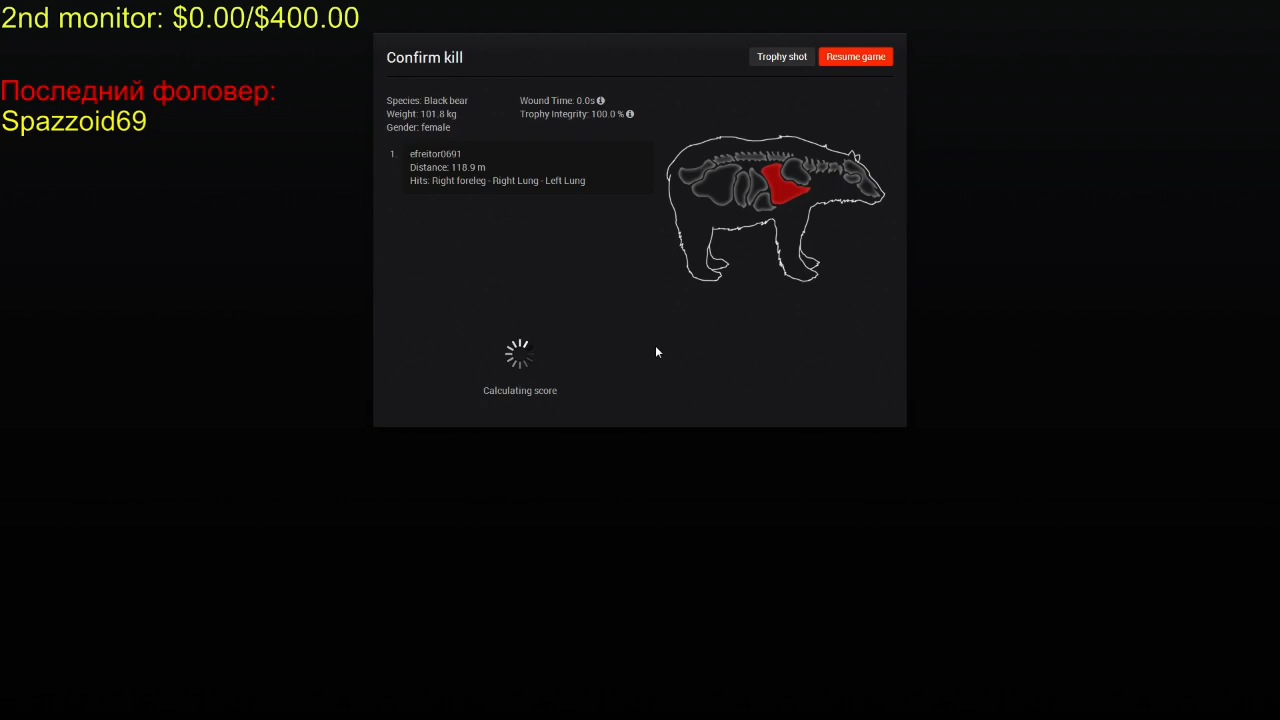 2nd monitor: $0.00/$400.00
Последний фоловер:
Spazzoid69
Confirm kill
Trophy shot
Resume game
Species: Black bear
Wound Time: 0.0s
Weight: 101.8 kg
Trophy Integrity: 100.0 %
Gender: female
1. efreitor0691
Distance: 118.9 m
Hits: Right foreleg - Right Lung - Left Lung
Calculating score